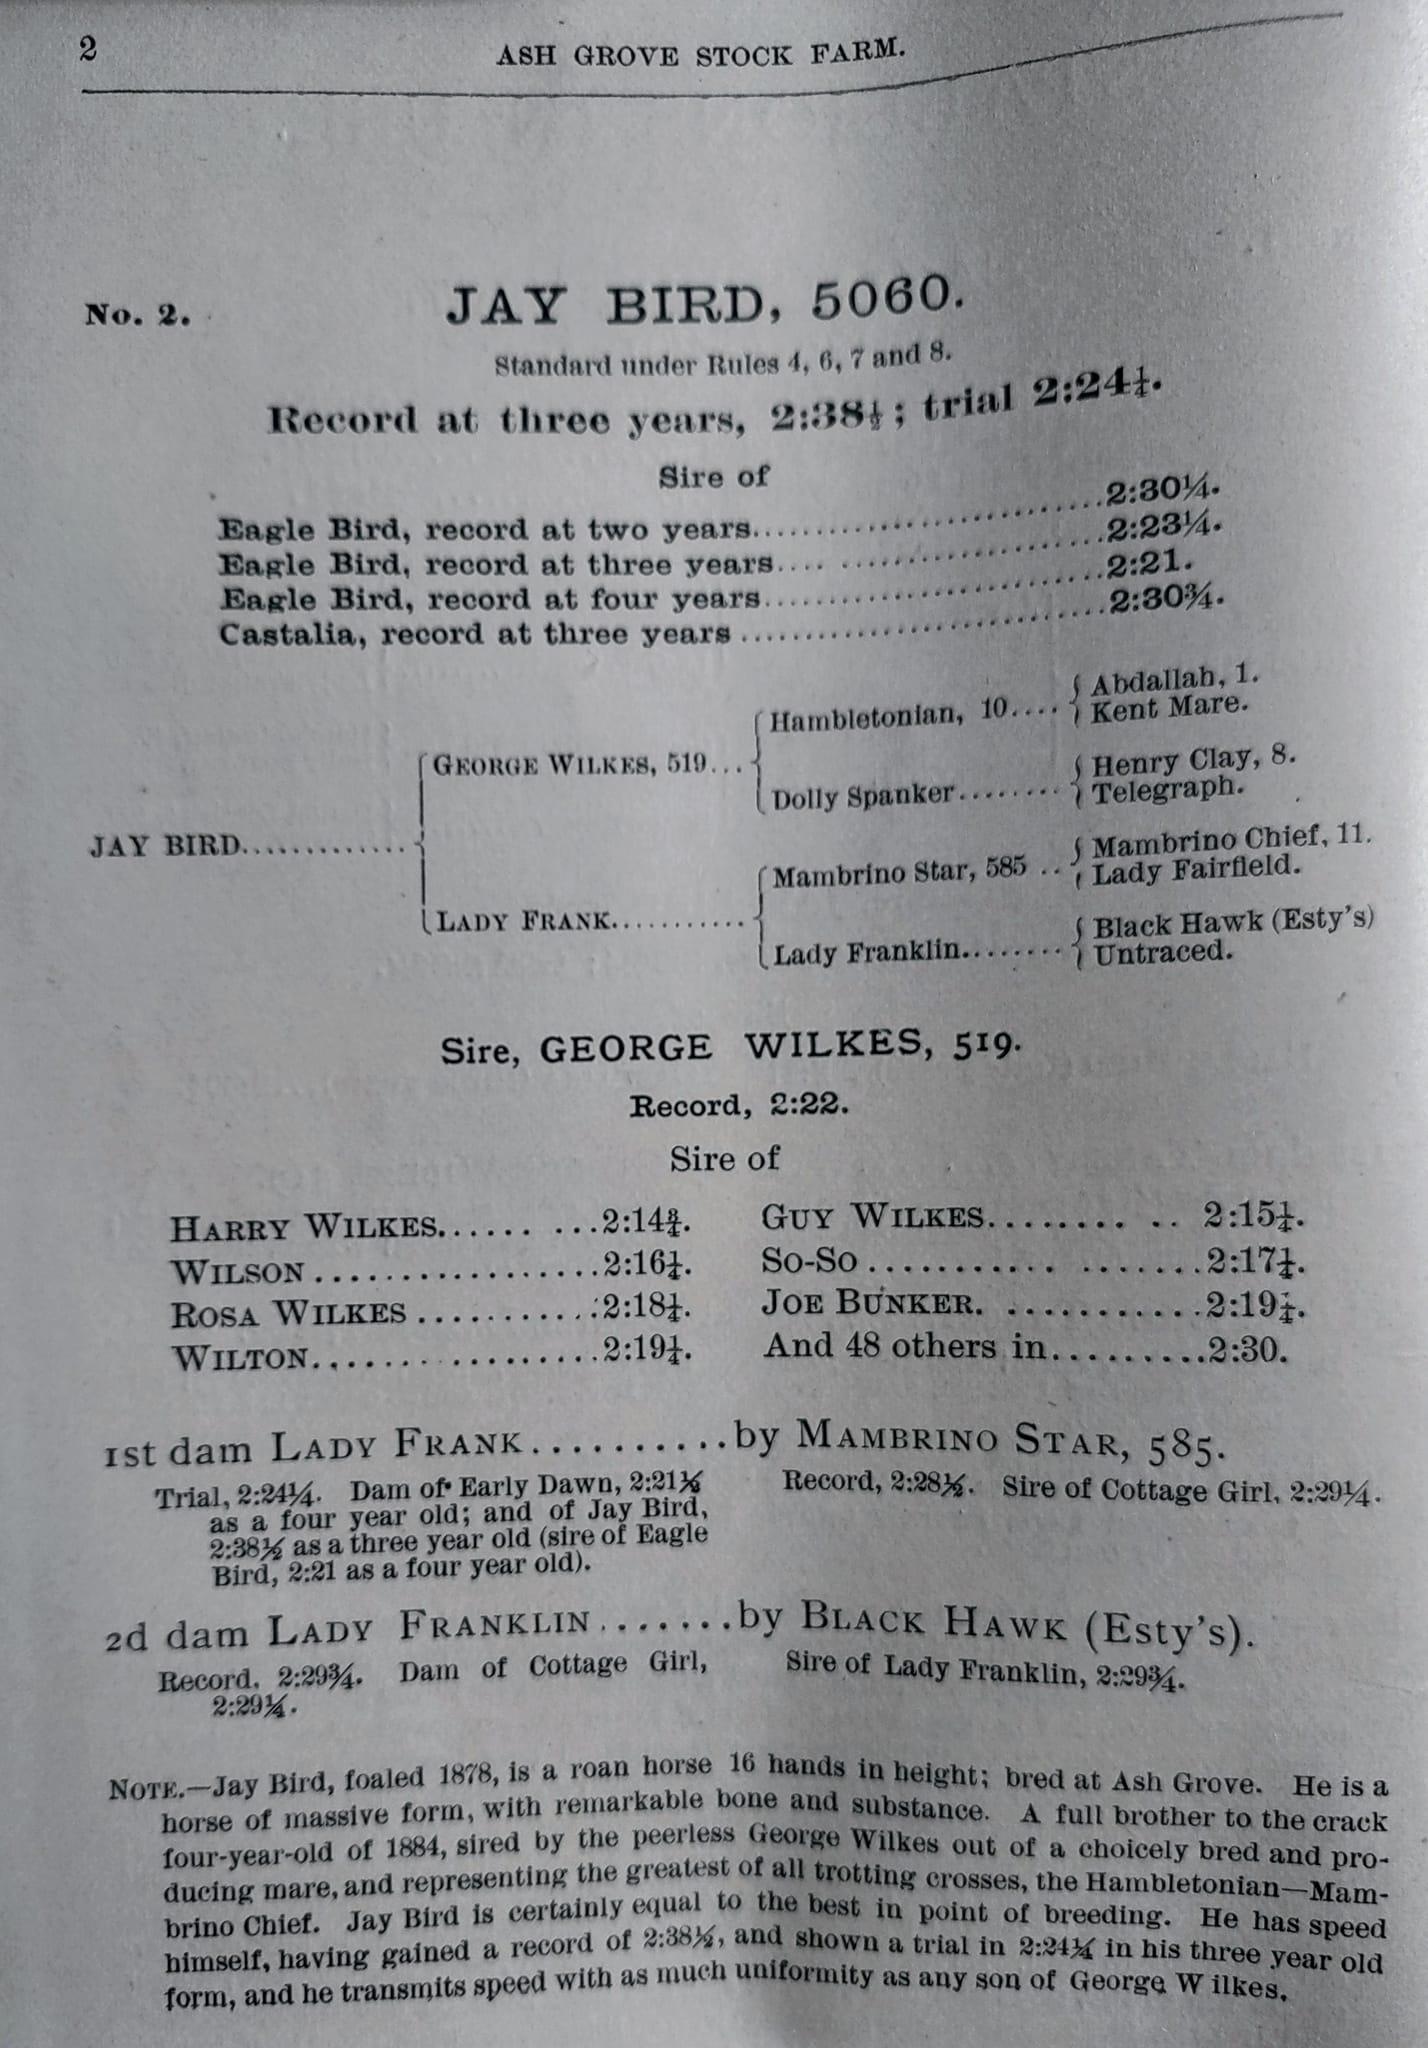 2
ASH GROVE STOCK FARM.
No. 2.
JAY BIRD, 5060.
Standard under Rules 4, 6, 7 and 8.
Record at three years, 2:38½; trial 2:24¼.
Sire of
Eagle Bird, record at two years..............................2:30¼.
Eagle Bird, record at three years..............................2:23¼.
Eagle Bird, record at four years..............................2:21.
Castalia, record at three years..............................2:30¾.
JAY BIRD.............
GEORGE WILKES, 519...
Hambletonian, 10....
Abdallah, 1.
Kent Mare.
Dolly Spanker........
Henry Clay, 8.
Telegraph.
LADY FRANK...........
Mambrino Star, 585 ..
Mambrino Chief, 11.
Lady Fairfield.
Lady Franklin........
Black Hawk (Esty's)
Untraced.
Sire, GEORGE WILKES, 519.
Record, 2:22.
Sire of
HARRY WILKES...... ...2:14¾.
WILSON.................2:16¼.
ROSA WILKES...........2:18¼.
WILTON.................2:19¼.
GUY WILKES........ .. 2:15¼.
SO-SO........... .......2:17¼.
JOE BUNKER. ...........2:19¼.
And 48 others in.........2:30.
1st dam LADY FRANK..........by MAMBRINO STAR, 585.
Trial, 2:24¼. Dam of Early Dawn, 2:21½
as a four year old; and of Jay Bird,
2:38½ as a three year old (sire of Eagle
Bird, 2:21 as a four year old).
Record, 2:28½. Sire of Cottage Girl, 2:29¼.
2d dam LADY FRANKLIN.......by BLACK HAWK (Esty's).
Record, 2:29¾. Dam of Cottage Girl,
2:29¼.
Sire of Lady Franklin, 2:29¾.
NOTE.—Jay Bird, foaled 1878, is a roan horse 16 hands in height; bred at Ash Grove. He is a
horse of massive form, with remarkable bone and substance. A full brother to the crack
four-year-old of 1884, sired by the peerless George Wilkes out of a choicely bred and pro-
ducing mare, and representing the greatest of all trotting crosses, the Hambletonian—Mam-
brino Chief. Jay Bird is certainly equal to the best in point of breeding. He has speed
himself, having gained a record of 2:38½, and shown a trial in 2:24¼ in his three year old
form, and he transmits speed with as much uniformity as any son of George W ilkes.